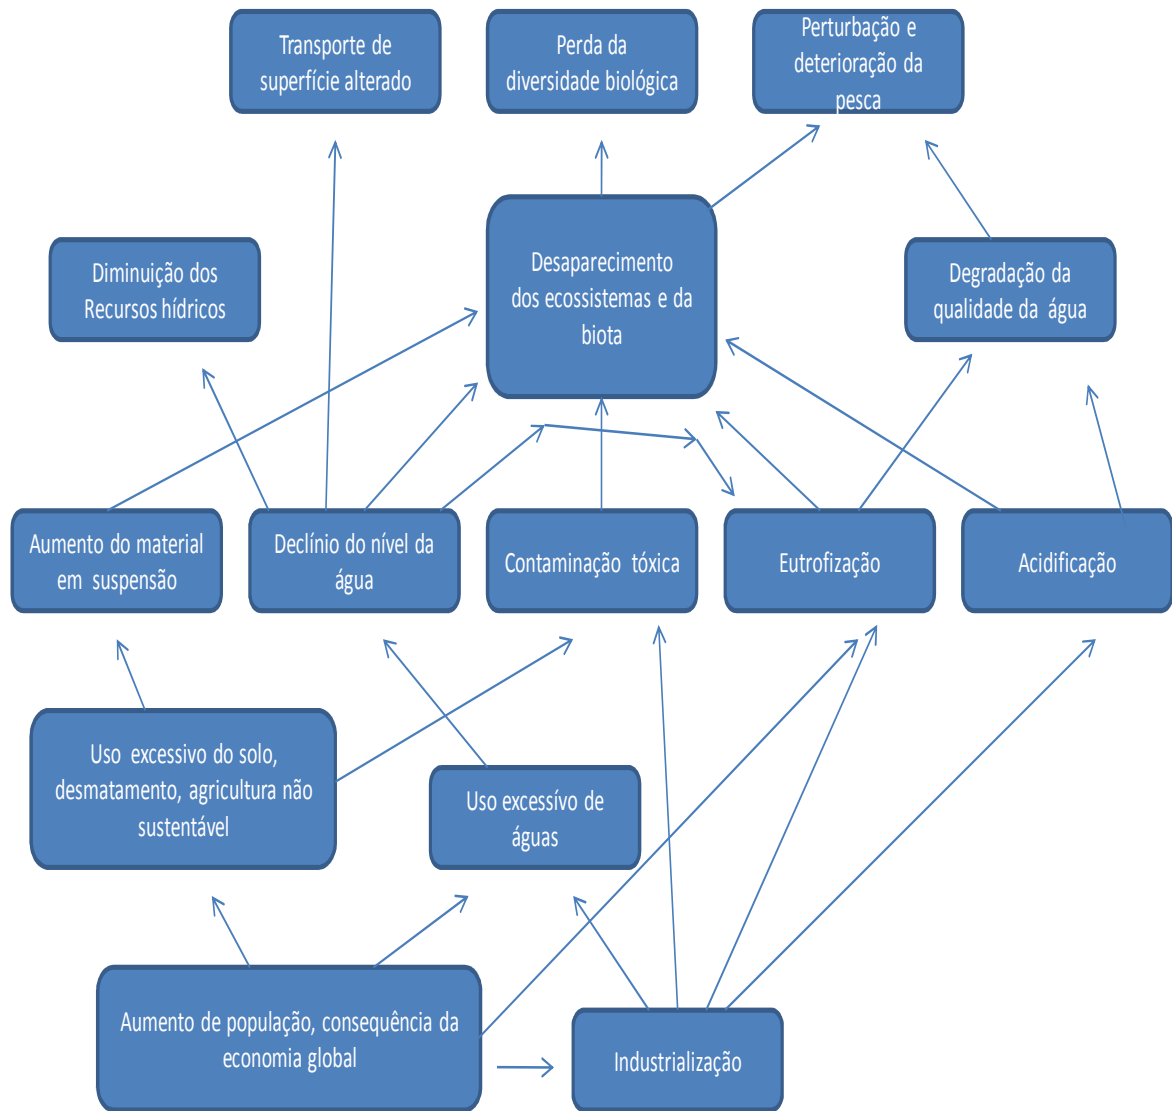 Transporte de
superfície alterado
Perda da
diversidade biológica
Perturbação e
deterioração da
pesca
Diminuição dos
Recursos hídricos
Desaparecimento
dos ecossistemas e da
biota
Degradação da
qualidade da água
Aumento do material
em suspensão
Declínio do nível da
água
Contaminação tóxica
Eutrofização
Acidificação
Uso excessivo do solo,
desmatamento, agricultura não
sustentável
Uso excessívo de
águas
Aumento de população, consequência da
economia global
Industrialização